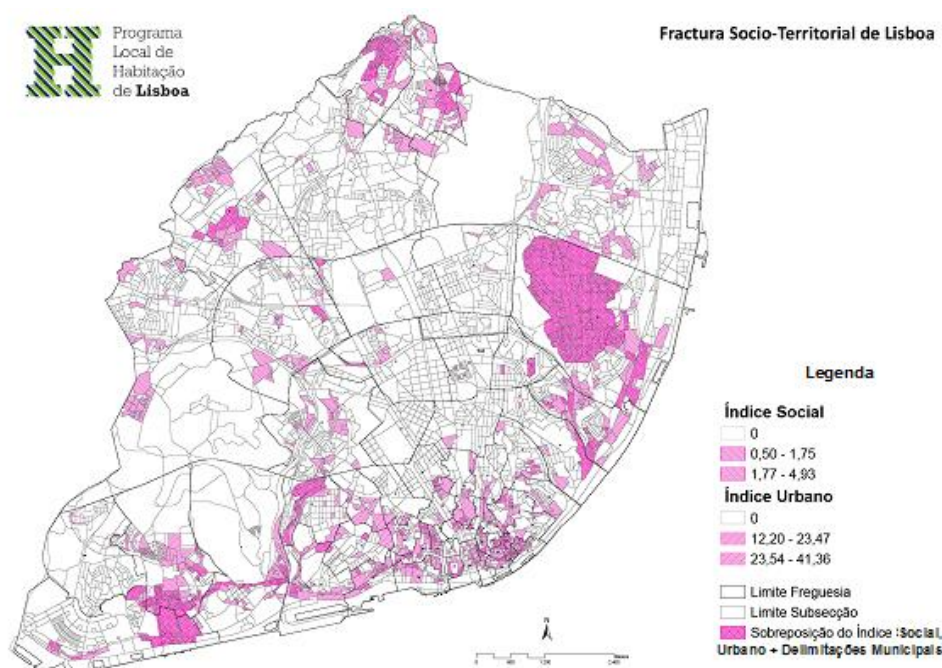 Programa
Local de
Habitação
de Lisboa
Fractura Socio-Territorial de Lisboa
Legenda
Índice Social
0
0,50 - 1,75
1,77 - 4,93
Índice Urbano
0
12,20 - 23,47
23,54 - 41,36
Limite Freguesia
Limite Subsecção
Sobreposição do Índice :Social,
Urbano + Delimitações Municipais
N
0